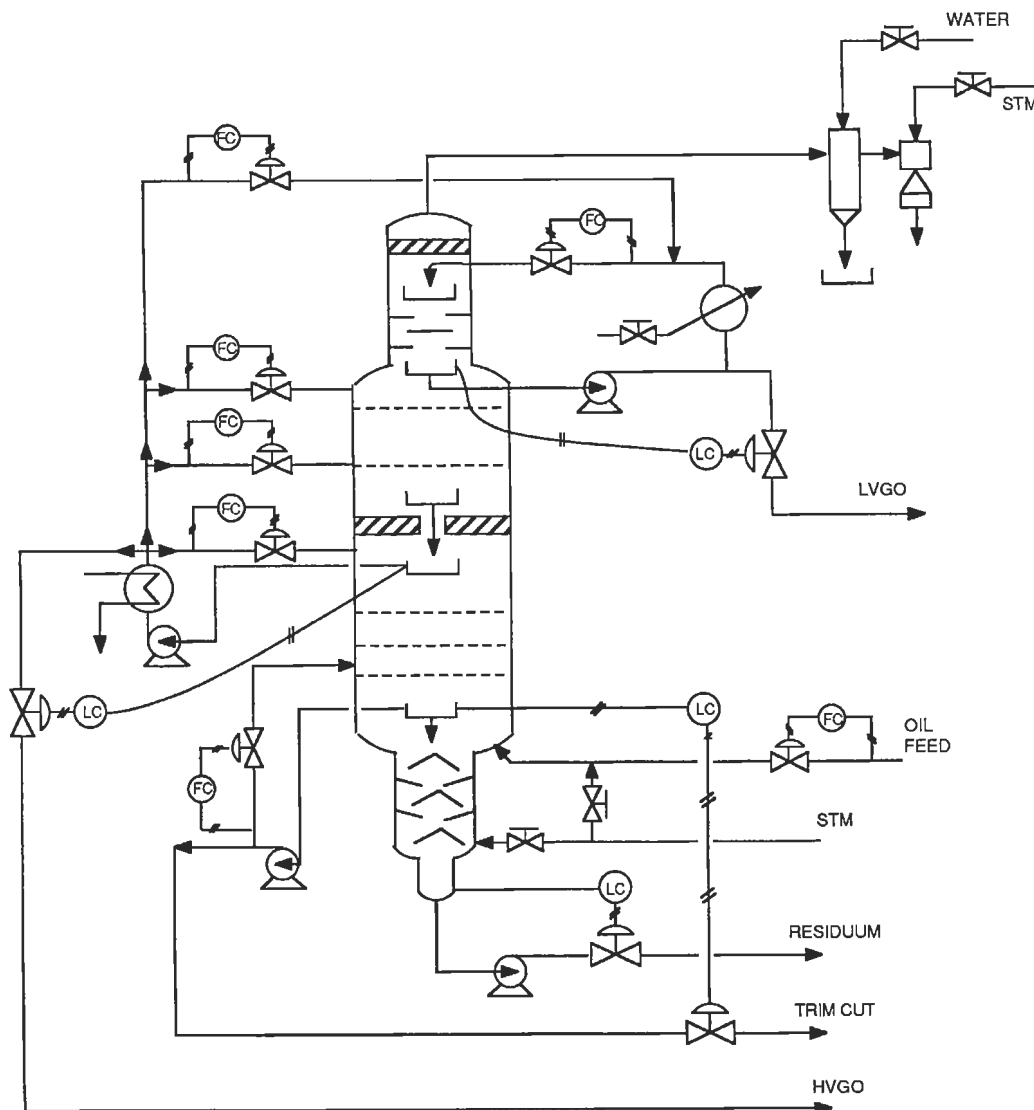 WATER
STM
FC
FC
FC
FC
LC
LVGO
FC
LC
LC
FC
OIL
FEED
FC
STM
LC
RESIDUUM
TRIM CUT
HVGO